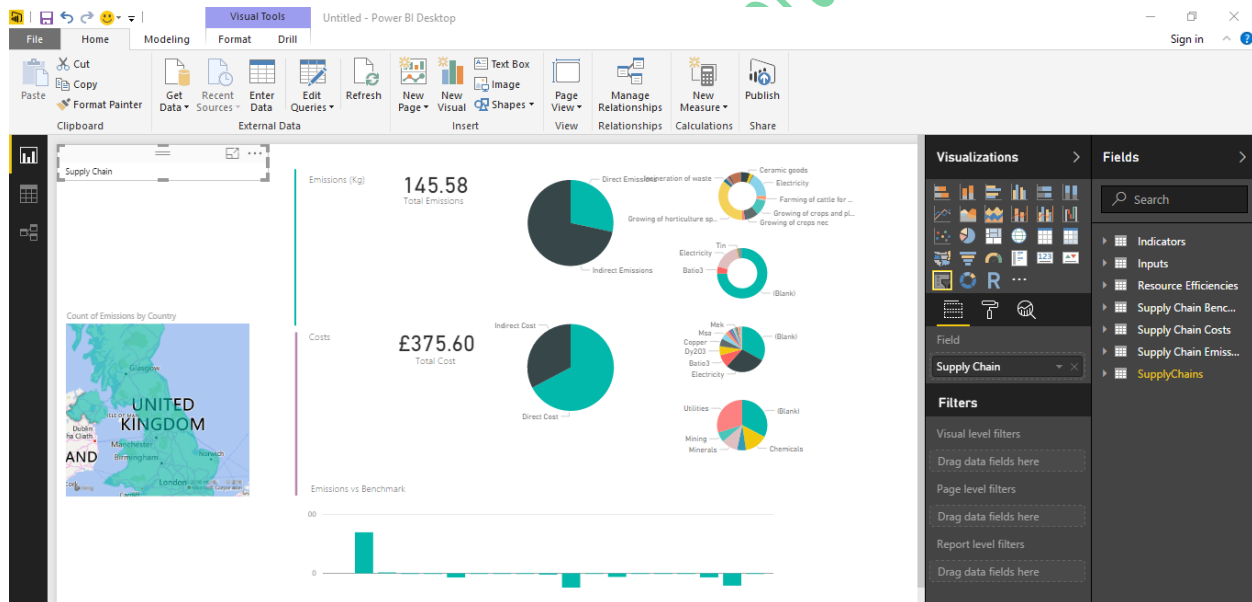 Visual Tools
Untitled - Power BI Desktop
File
Home
Modeling
Format
Drill
Sign in
Paste
Cut
Copy
Format Painter
Clipboard
Get Data
Recent Sources
Enter Data
Edit Queries
Refresh
External Data
New Page
New Visual
Text Box
Image
Shapes
Insert
Page View
View
Manage Relationships
Relationships
New Measure
Calculations
Publish
Share
Supply Chain
Emissions (Kg)
145.58
Total Emissions
Direct Emissions
Indirect Emissions
Incineration of waste
Ceramic goods
Electricity
Farming of cattle for ...
Growing of crops and pl...
Growing of crops nec
Growing of horticulture sp...
Tin
Electricity
Batio3
(Blank)
Count of Emissions by Country
Glasgow
UNITED KINGDOM
ISLE OF MAN
Dublin
Manchester
AND
Birmingham
Norwich
London
Costs
£375.60
Total Cost
Indirect Cost
Direct Cost
Mek
Msa
Copper
Dy2O3
Batio3
Electricity
(Blank)
Utilities
Mining
Minerals
(Blank)
Chemicals
Emissions vs Benchmark
00
0
Visualizations
R
123
Field
Supply Chain
Filters
Visual level filters
Drag data fields here
Page level filters
Drag data fields here
Report level filters
Drag data fields here
Fields
Search
Indicators
Inputs
Resource Efficiencies
Supply Chain Benc...
Supply Chain Costs
Supply Chain Emiss...
SupplyChains